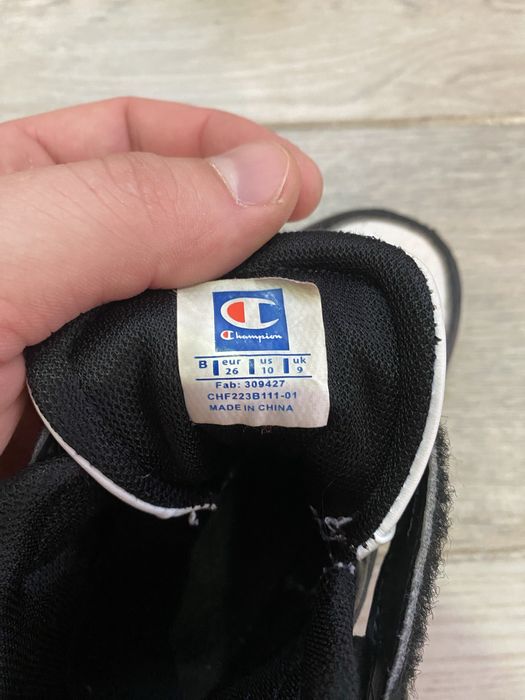 Champion
B eur us uk
26 10 9
Fab: 309427
CHF223B111-01
MADE IN CHINA